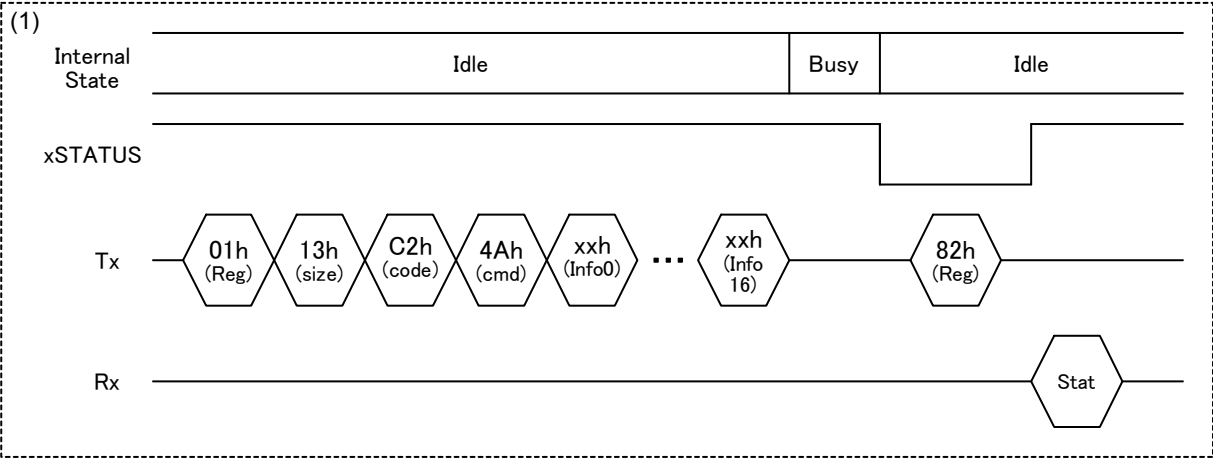 (1)
Internal
State
Idle
Busy
Idle
xSTATUS
Tx
01h
(Reg)
13h
(size)
C2h
(code)
4Ah
(cmd)
xxh
(Info0)
...
xxh
(Info
16)
82h
(Reg)
Rx
Stat